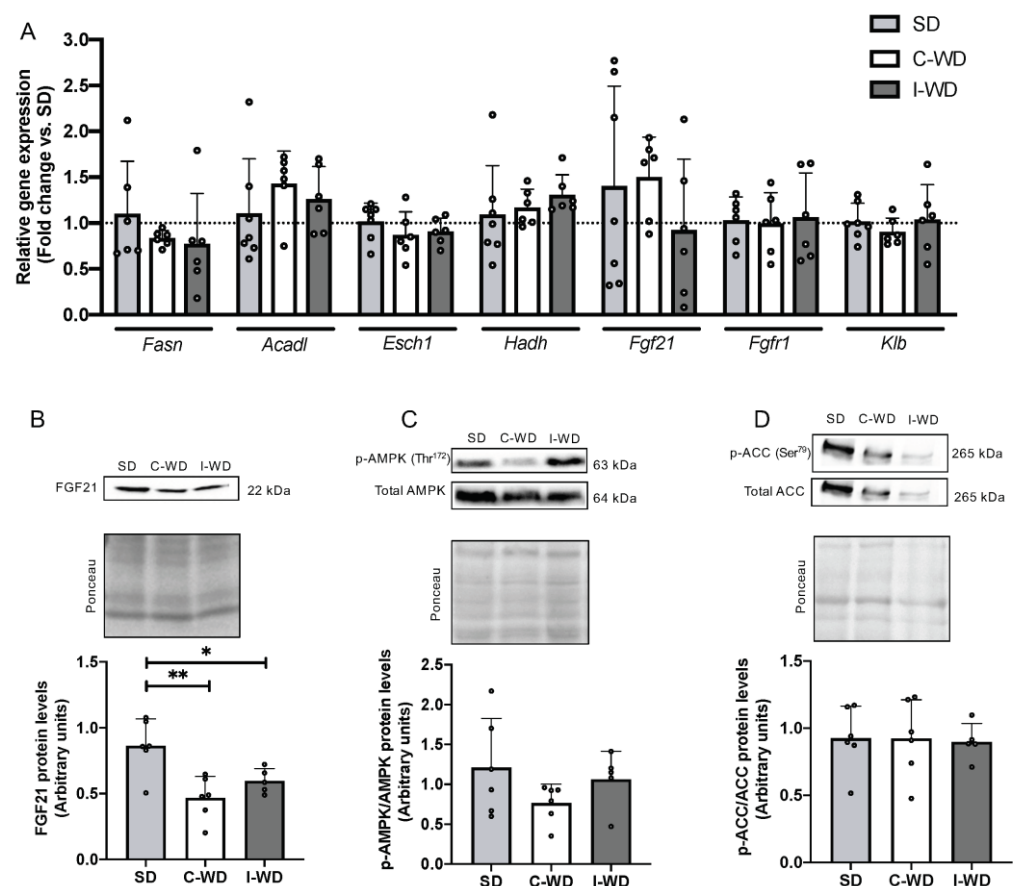 A
Relative gene expression
(Fold change vs. SD)
3.0
2.5
2.0
1.5
1.0
0.5
0.0
SD
C-WD
I-WD
Fasn Acadl Esch1 Hadh Fgf21 Fgfr1 Klb
B
SD C-WD I-WD
FGF21 22 kDa
Ponceau
FGF21 protein levels
(Arbitrary units)
1.5
1.0
0.5
0.0
* 
**
SD C-WD I-WD
C
SD C-WD I-WD
p-AMPK (Thr172) 63 kDa
Total AMPK 64 kDa
Ponceau
p-AMPK/AMPK protein levels
(Arbitrary units)
2.5
2.0
1.5
1.0
0.5
0.0
SD C-WD I-WD
D
SD C-WD I-WD
p-ACC (Ser79) 265 kDa
Total ACC 265 kDa
Ponceau
p-ACC/ACC protein levels
(Arbitrary units)
1.5
1.0
0.5
0.0
SD C-WD I-WD